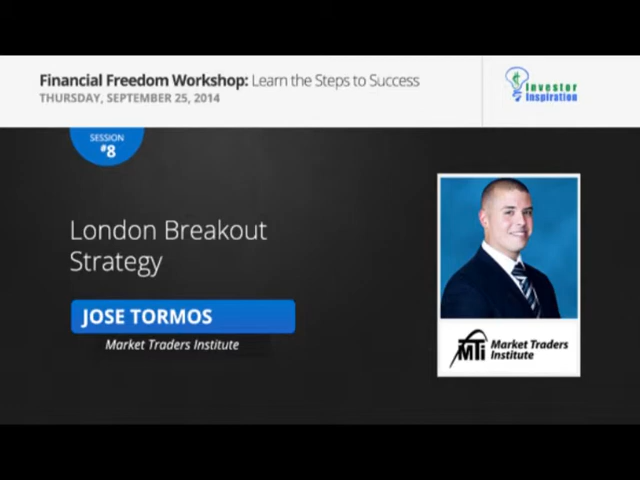 Financial Freedom Workshop: Learn the Steps to Success
THURSDAY, SEPTEMBER 25, 2014
Investor
Inspiration
SESSION
#8
London Breakout
Strategy
JOSE TORMOS
Market Traders Institute
MTi Market Traders
Institute